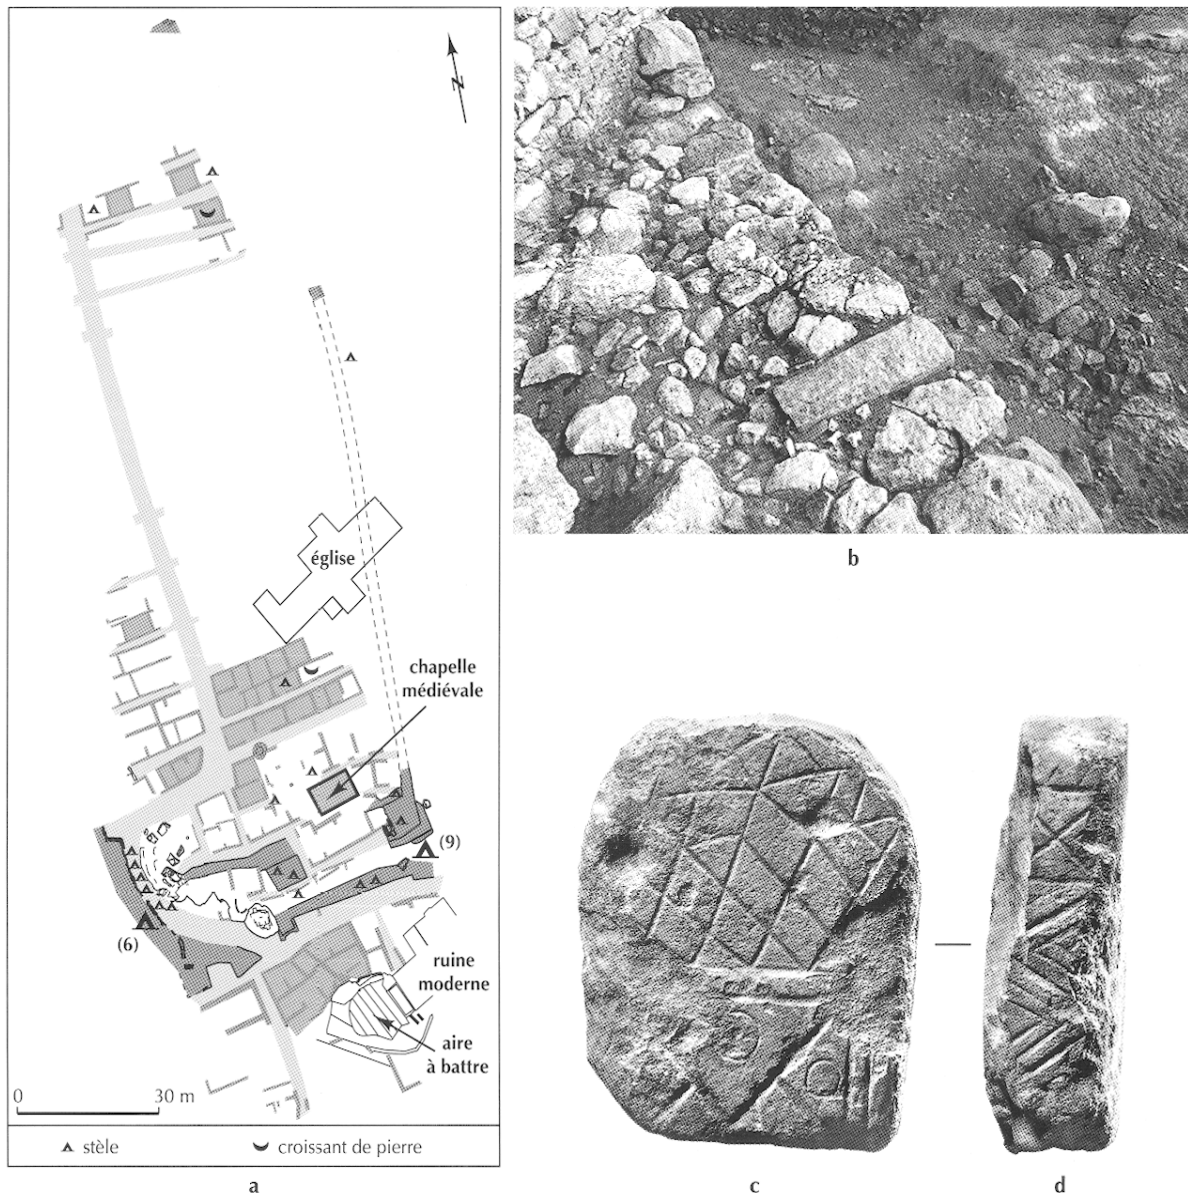 N
église
chapelle
médiévale
(9)
(6)
ruine
moderne
aire
à battre
0 30 m
stèle croissant de pierre
a
b
c
d